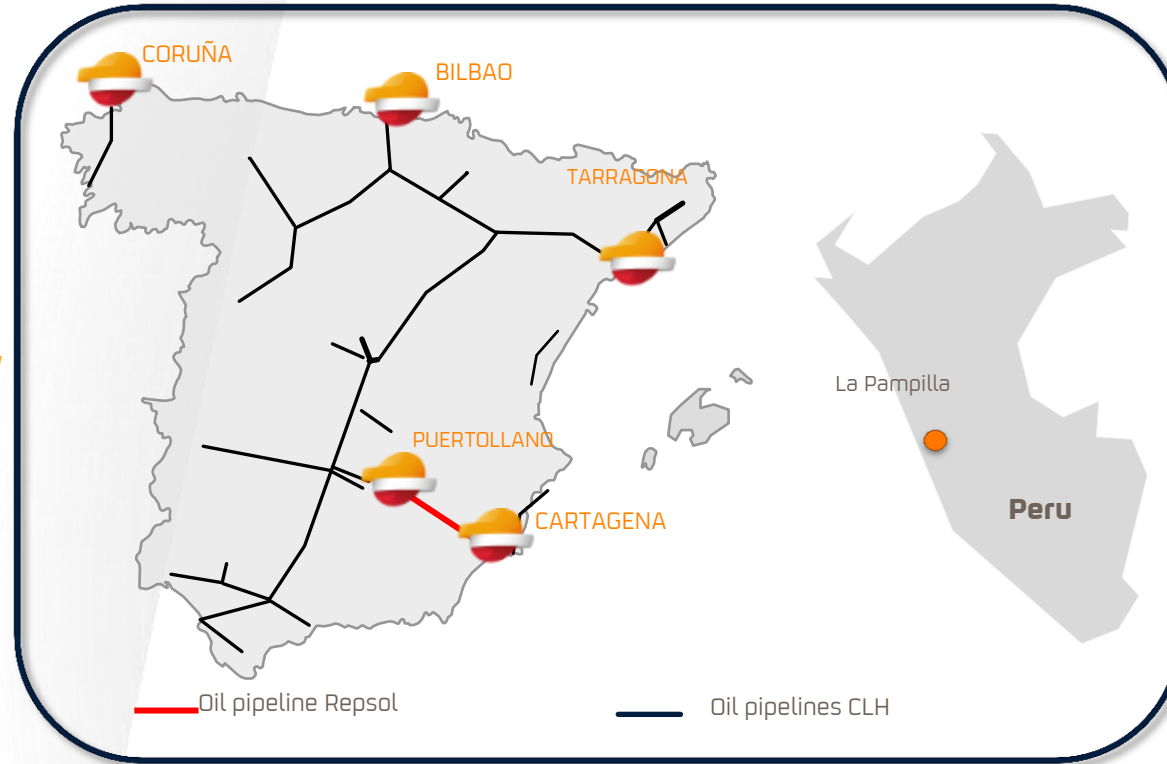 CORUÑA
BILBAO
TARRAGONA
La Pampilla
PUERTOLLANO
Peru
CARTAGENA
Oil pipeline Repsol
Oil pipelines CLH